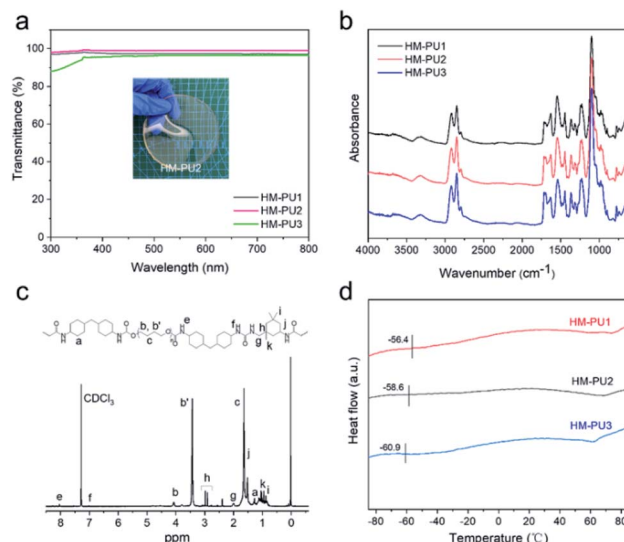 a
Transmittance (%)
100
80
60
40
20
0
HM-PU2
HM-PU1
HM-PU2
HM-PU3
300 400 500 600 700 800
Wavelength (nm)
b
HM-PU1
HM-PU2
HM-PU3
Absorbance
4000 3500 3000 2500 2000 1500 1000
Wavenumber (cm-1)
c
a
b, b'
c
e
f
g
h
i
j
k
CDCl3
e f b b' h g c j a k i
8 7 6 5 4 3 2 1 0
ppm
d
HM-PU1
-56.4
HM-PU2
-58.6
HM-PU3
-60.9
Heat flow (a.u.)
-80 -60 -40 -20 0 20 40 60 80
Temperature (℃)